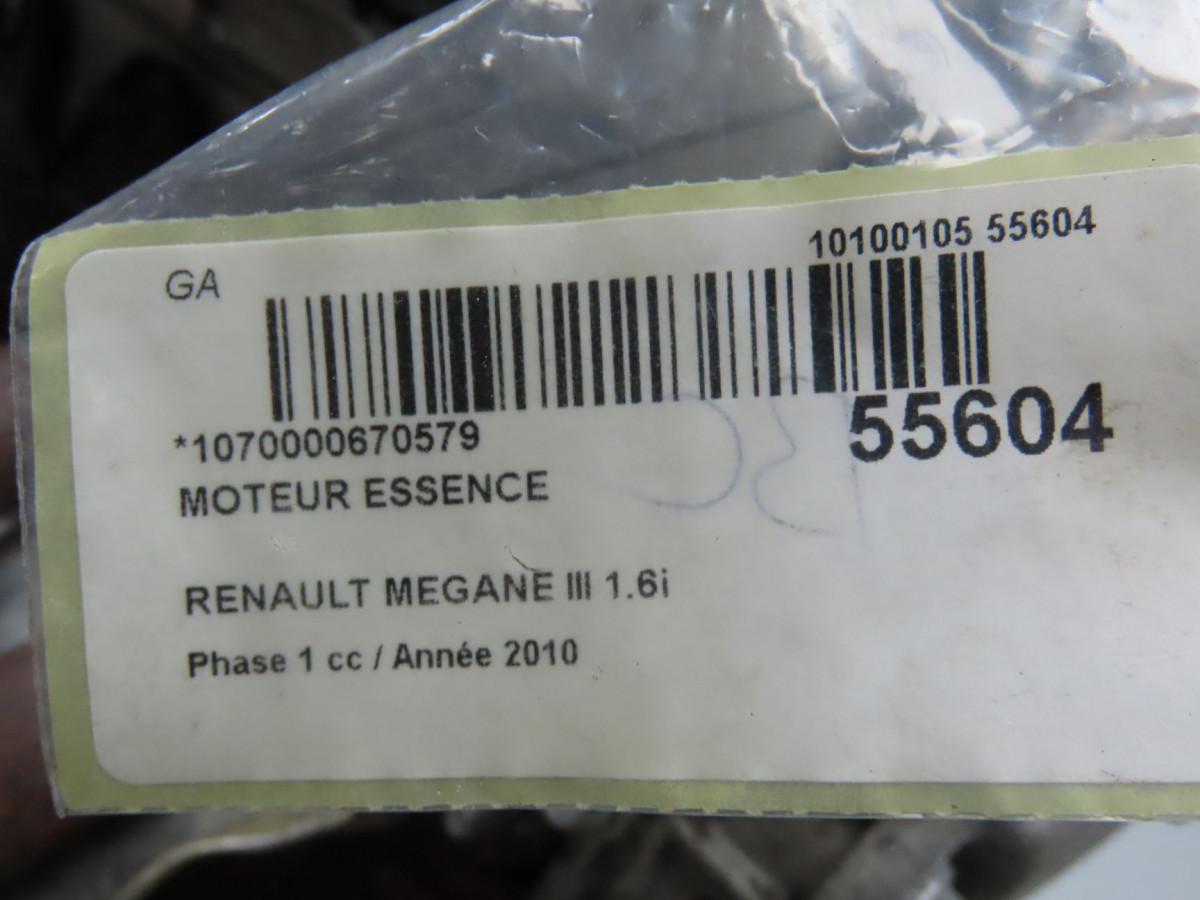 GA
10100105 55604
55604
*1070000670579
MOTEUR ESSENCE
RENAULT MEGANE III 1.6i
Phase 1 cc / Année 2010